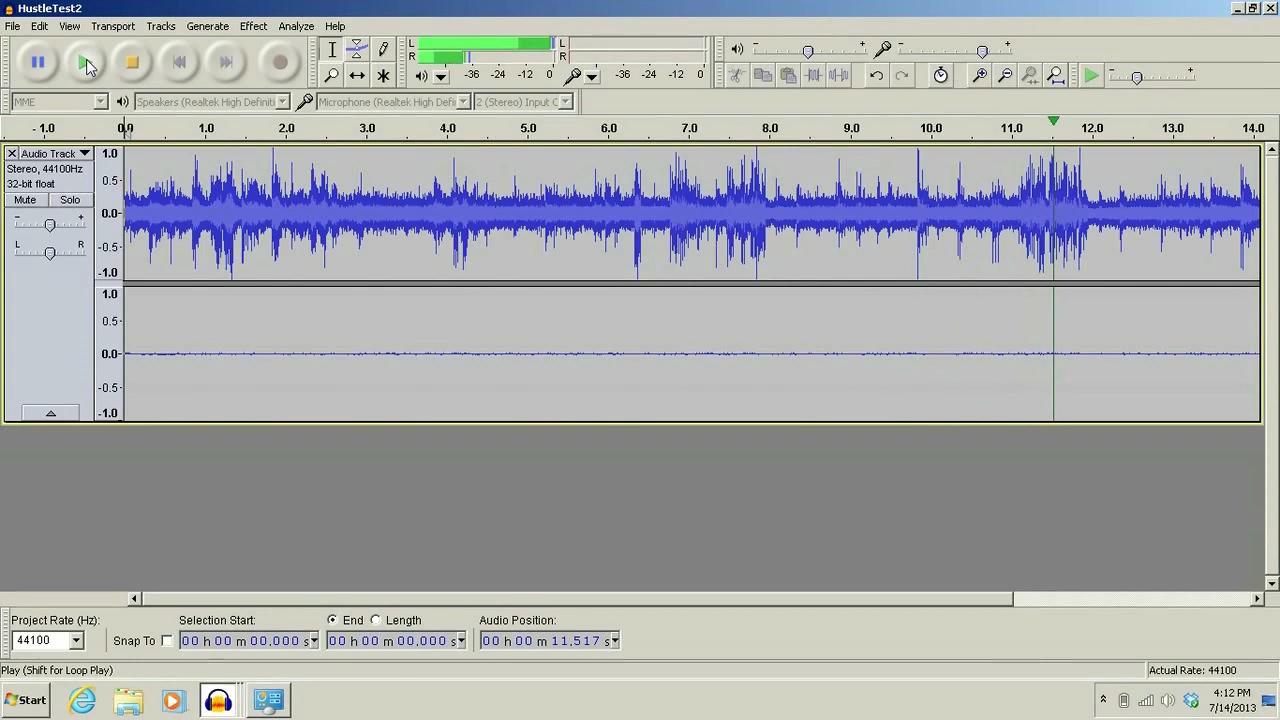 HustleTest2
File Edit View Transport Tracks Generate Effect Analyze Help
L L
R R
-36 -24 -12 0 -36 -24 -12 0
MME Speakers (Realtek High Definiti Microphone (Realtek High Defi 2 (Stereo) Input C
- 1.0 0.0 1.0 2.0 3.0 4.0 5.0 6.0 7.0 8.0 9.0 10.0 11.0 12.0 13.0 14.0
Audio Track
Stereo, 44100Hz
32-bit float
Mute Solo
- +
L R
1.0
0.5
0.0
-0.5
-1.0
1.0
0.5
0.0
-0.5
-1.0
Project Rate (Hz): Selection Start: End Length Audio Position:
44100 Snap To 00 h 00 m 00.000 s 00 h 00 m 00.000 s 00 h 00 m 11.517 s
Play (Shift for Loop Play) Actual Rate: 44100
Start 4:12 PM
7/14/2013